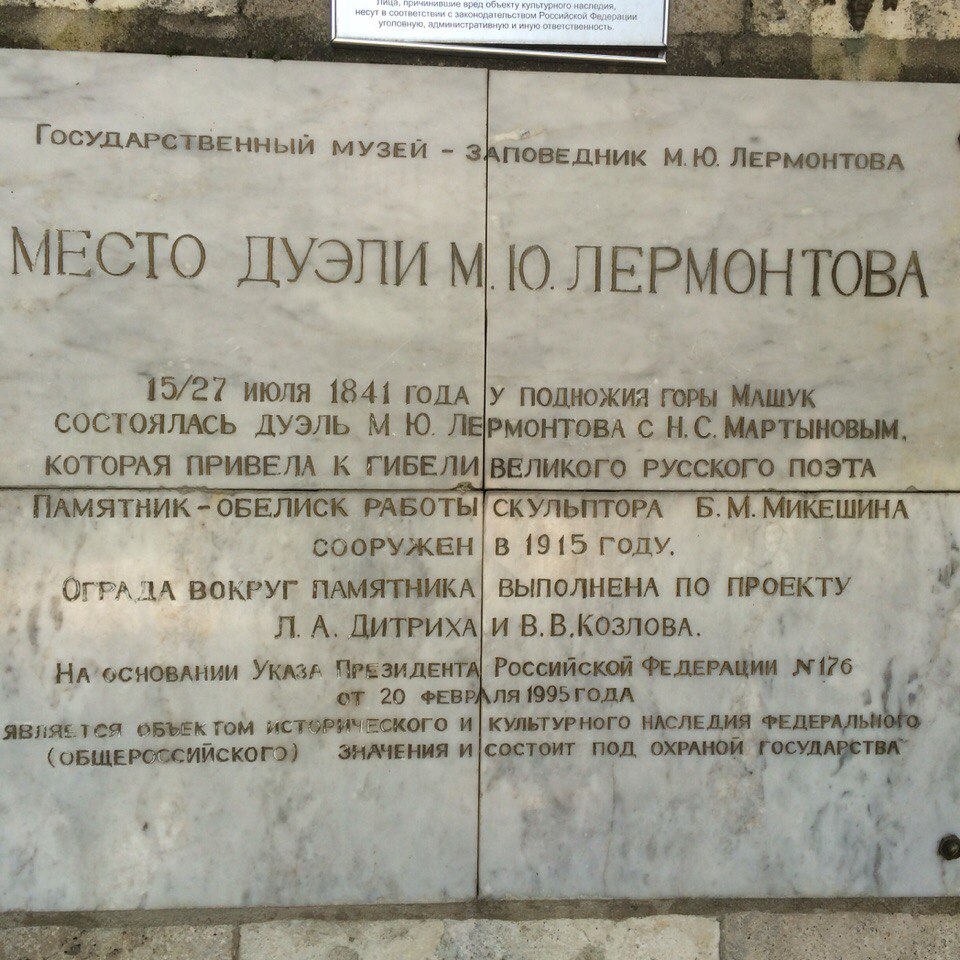 Лица, причинившие вред объекту культурного наследия,
несут в соответствии с законодательством Российской Федерации
уголовную, административную и иную ответственность.
Государственный музей - заповедник М. Ю. Лермонтова
Место дуэли М. Ю. Лермонтова
15/27 июля 1841 года у подножия горы Машук
состоялась дуэль М. Ю. Лермонтова с Н. С. Мартыновым,
которая привела к гибели великого русского поэта
Памятник - обелиск работы скульптора Б. М. Микешина
сооружен в 1915 году.
Ограда вокруг памятника выполнена по проекту
Л. А. Дитриха и В. В. Козлова.
На основании Указа Президента Российской Федерации №176
от 20 февраля 1995 года
является объектом исторического и культурного наследия федерального
(общероссийского) значения и состоит под охраной государства